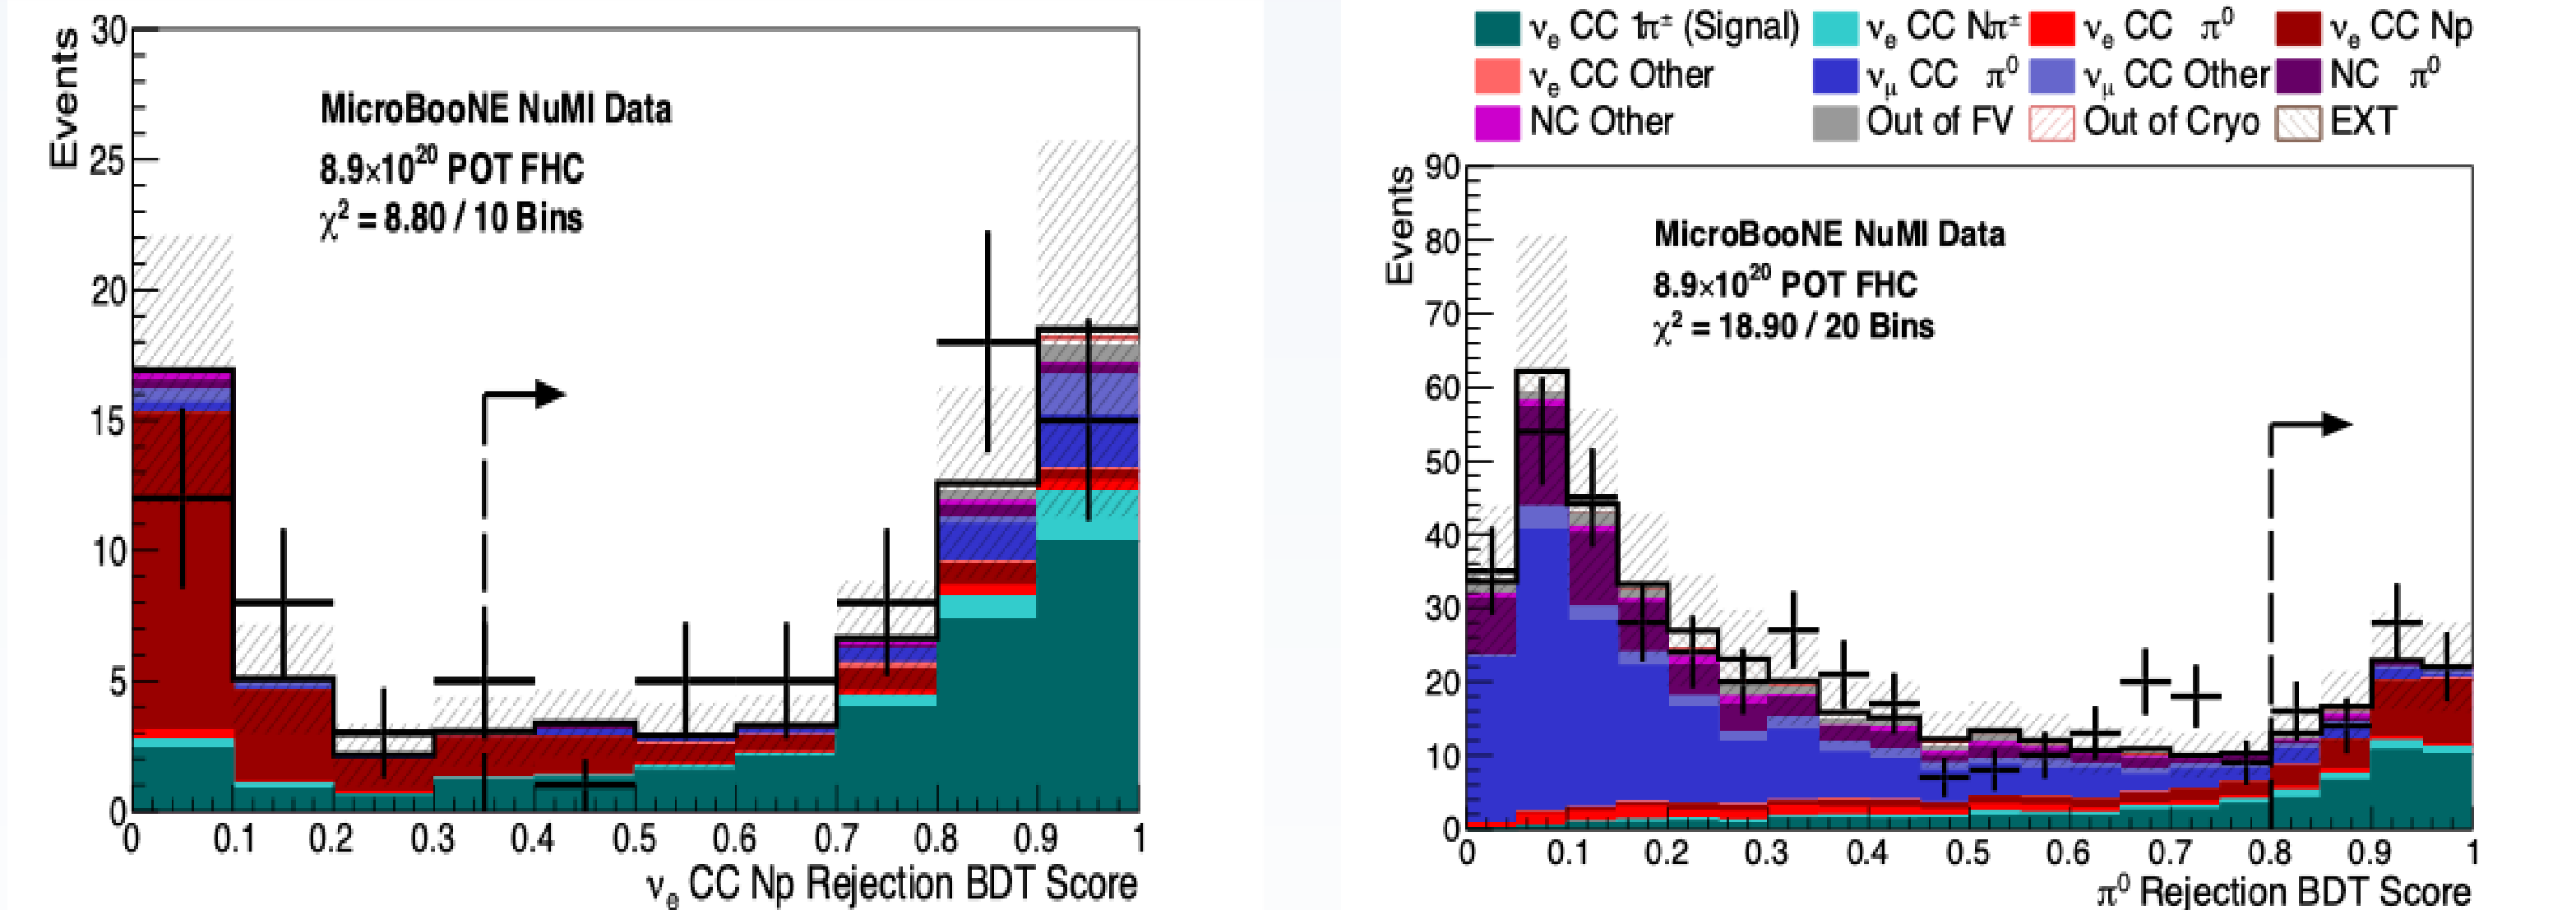 Events
30
25
20
15
10
5
0
MicroBooNE NuMI Data
8.9×10²⁰ POT FHC
χ² = 8.80 / 10 Bins
0 0.1 0.2 0.3 0.4 0.5 0.6 0.7 0.8 0.9 1
νₑ CC Np Rejection BDT Score
νₑ CC 1π± (Signal) νₑ CC Nπ± νₑ CC π⁰ νₑ CC Np
νₑ CC Other ν_μ CC π⁰ ν_μ CC Other NC π⁰
NC Other Out of FV Out of Cryo EXT
Events
90
80
70
60
50
40
30
20
10
0
MicroBooNE NuMI Data
8.9×10²⁰ POT FHC
χ² = 18.90 / 20 Bins
0 0.1 0.2 0.3 0.4 0.5 0.6 0.7 0.8 0.9 1
π⁰ Rejection BDT Score